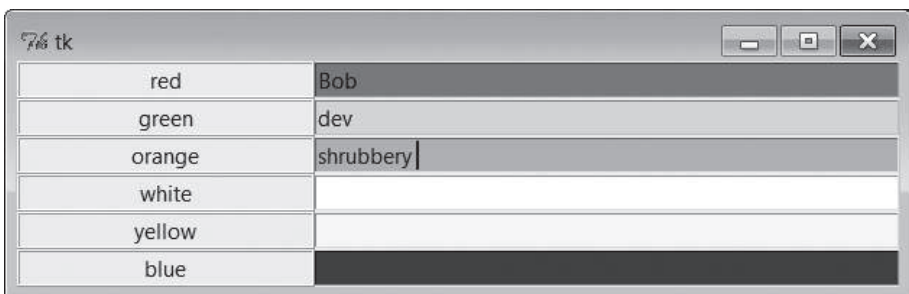 tk
red Bob
green dev
orange shrubbery
white
yellow
blue